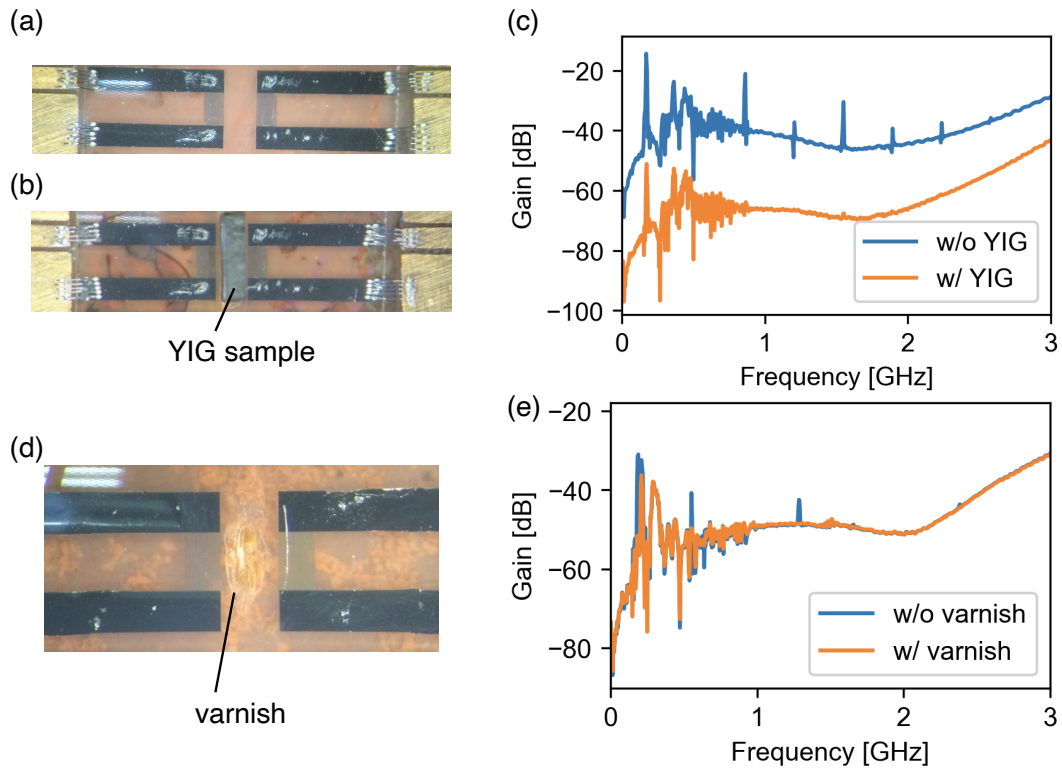 (a)
(b)
YIG sample
(c)
Gain [dB]
−20
−40
−60
−80
−100
w/o YIG
w/ YIG
0
1
2
3
Frequency [GHz]
(d)
varnish
(e)
Gain [dB]
−20
−40
−60
−80
w/o varnish
w/ varnish
0
1
2
3
Frequency [GHz]